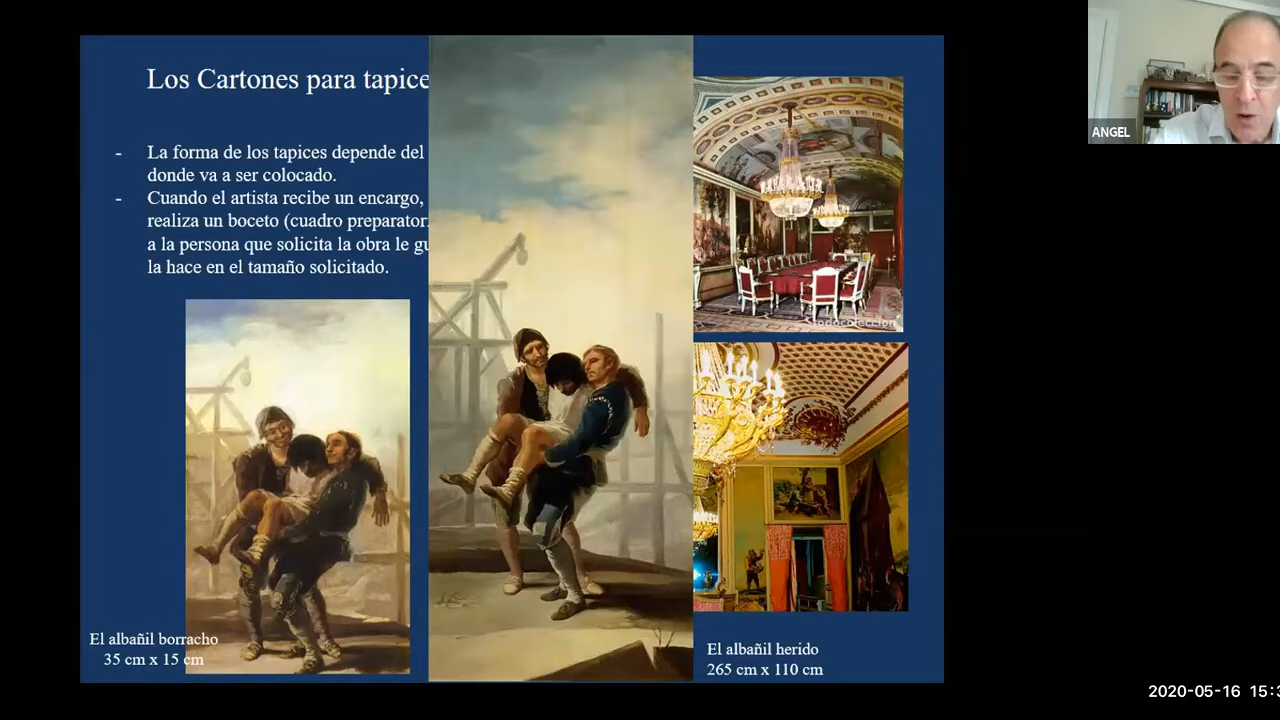 Los Cartones para tapice
- La forma de los tapices depende del
donde va a ser colocado.
- Cuando el artista recibe un encargo,
realiza un boceto (cuadro preparator
a la persona que solicita la obra le gu
la hace en el tamaño solicitado.
El albañil borracho
35 cm x 15 cm
todocoleccion
El albañil herido
265 cm x 110 cm
ANGEL
2020-05-16 15:3